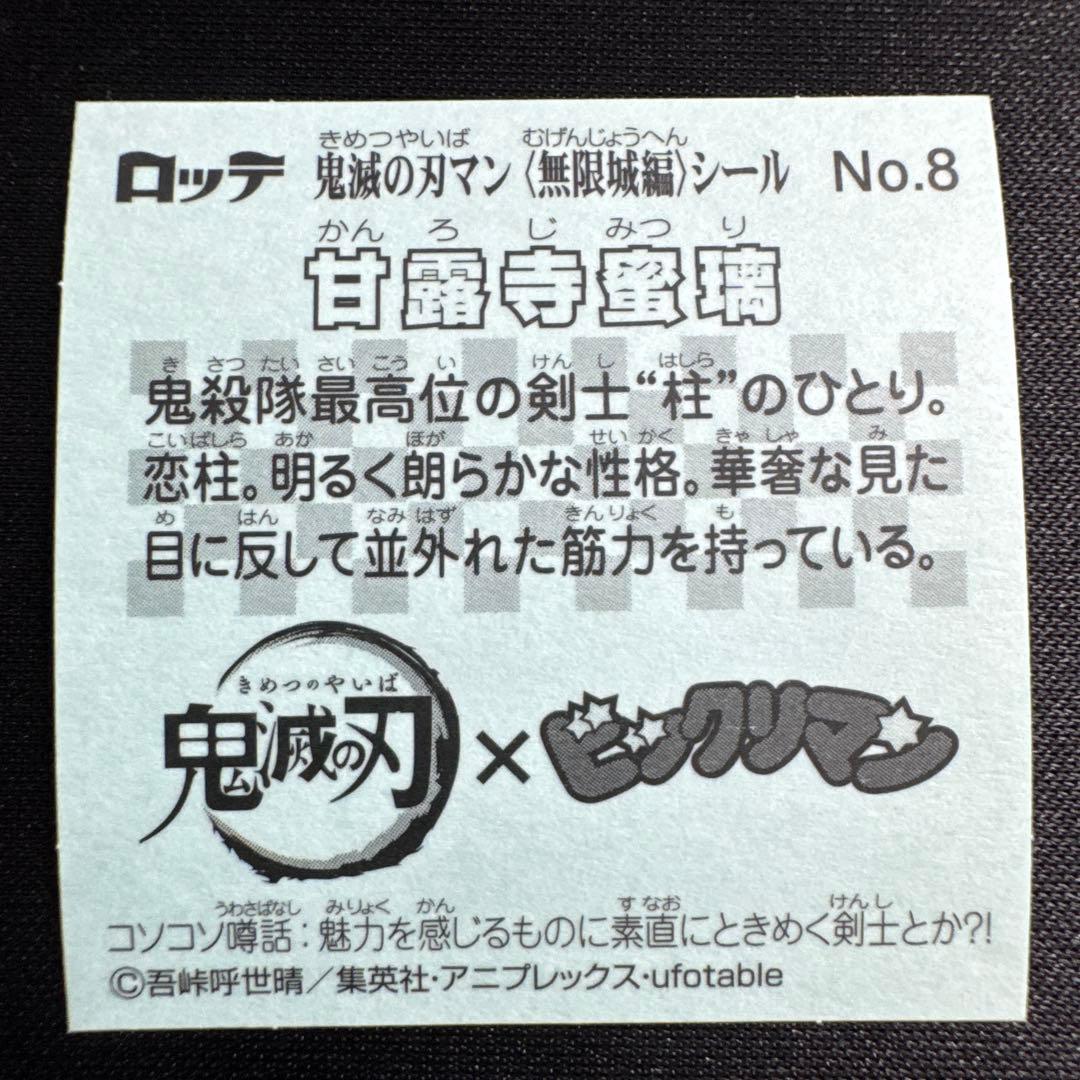 きめつやいば むげんじょうへん
ロッテ 鬼滅の刃マン〈無限城編〉シール No.8
かんろじみつり
甘露寺蜜璃
きさつたいさいこうい けんし はしら
鬼殺隊最高位の剣士“柱”のひとり。
こいばしら あか ほが せいかく きゃしゃ み
恋柱。明るく朗らかな性格。華奢な見た
め はん なみはず きんりょく も
目に反して並外れた筋力を持っている。
きめつのやいば
鬼滅の刃×ビックリマン
うわさばなし みりょく かん すなお けんし
コソコソ噂話：魅力を感じるものに素直にときめく剣士とか?!
©吾峠呼世晴／集英社・アニプレックス・ufotable